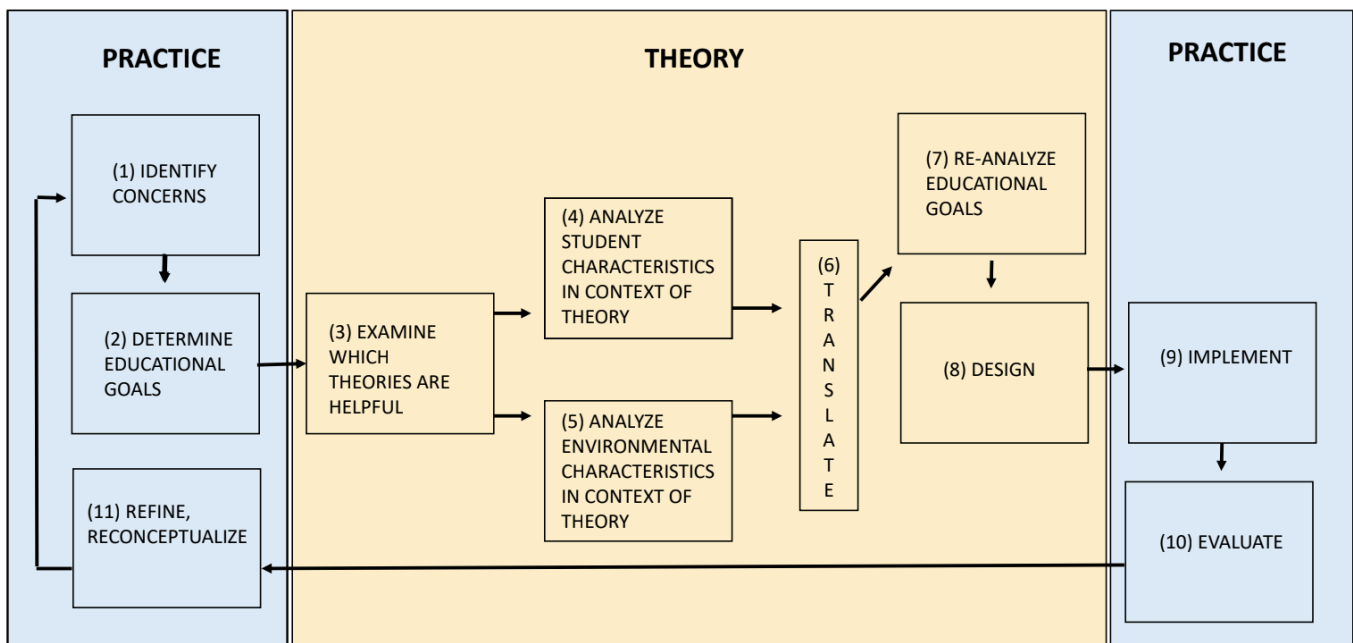 PRACTICE
THEORY
PRACTICE
(1) IDENTIFY
CONCERNS
(2) DETERMINE
EDUCATIONAL
GOALS
(3) EXAMINE
WHICH
THEORIES ARE
HELPFUL
(4) ANALYZE
STUDENT
CHARACTERISTICS
IN CONTEXT OF
THEORY
(5) ANALYZE
ENVIRONMENTAL
CHARACTERISTICS
IN CONTEXT OF
THEORY
(6)
T
R
A
N
S
L
A
T
E
(7) RE-ANALYZE
EDUCATIONAL
GOALS
(8) DESIGN
(9) IMPLEMENT
(10) EVALUATE
(11) REFINE,
RECONCEPTUALIZE